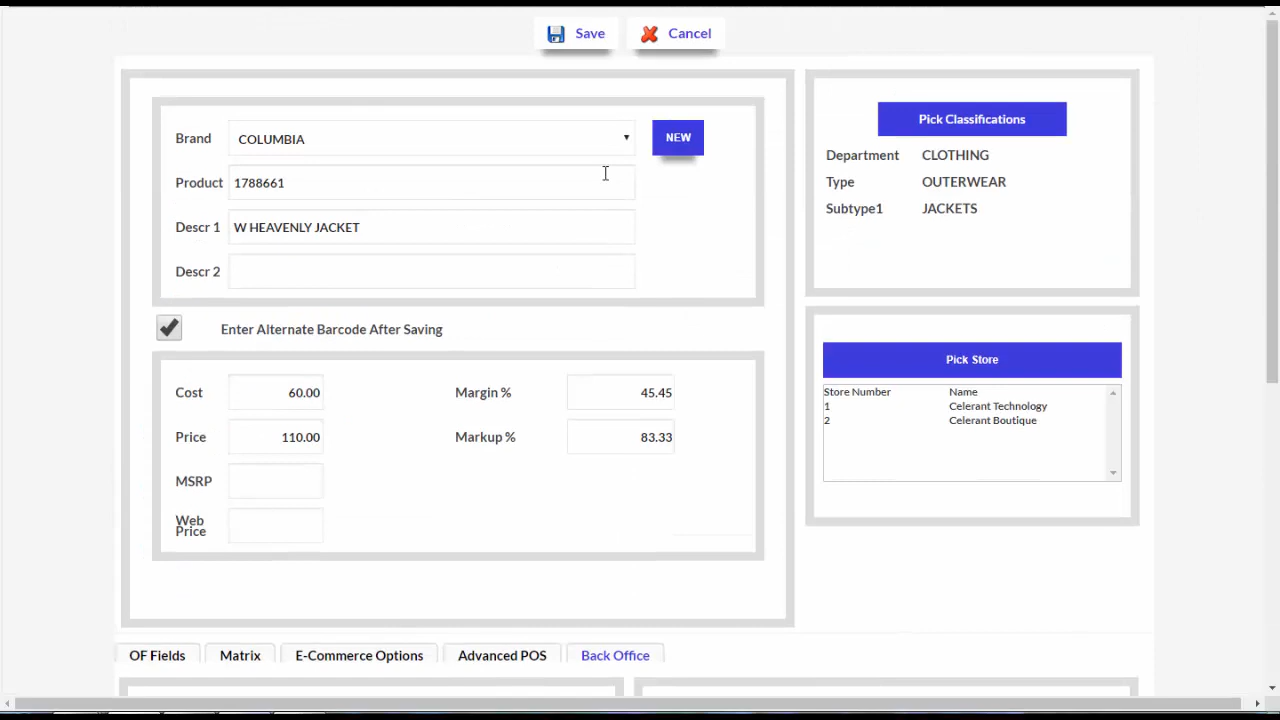 Save Cancel
Brand COLUMBIA NEW
Product 1788661
Descr 1 W HEAVENLY JACKET
Descr 2
Enter Alternate Barcode After Saving
Cost 60.00 Margin % 45.45
Price 110.00 Markup % 83.33
MSRP
Web
Price
Pick Classifications
Department CLOTHING
Type OUTERWEAR
Subtype1 JACKETS
Pick Store
Store Number Name
1 Celerant Technology
2 Celerant Boutique
OF Fields Matrix E-Commerce Options Advanced POS Back Office